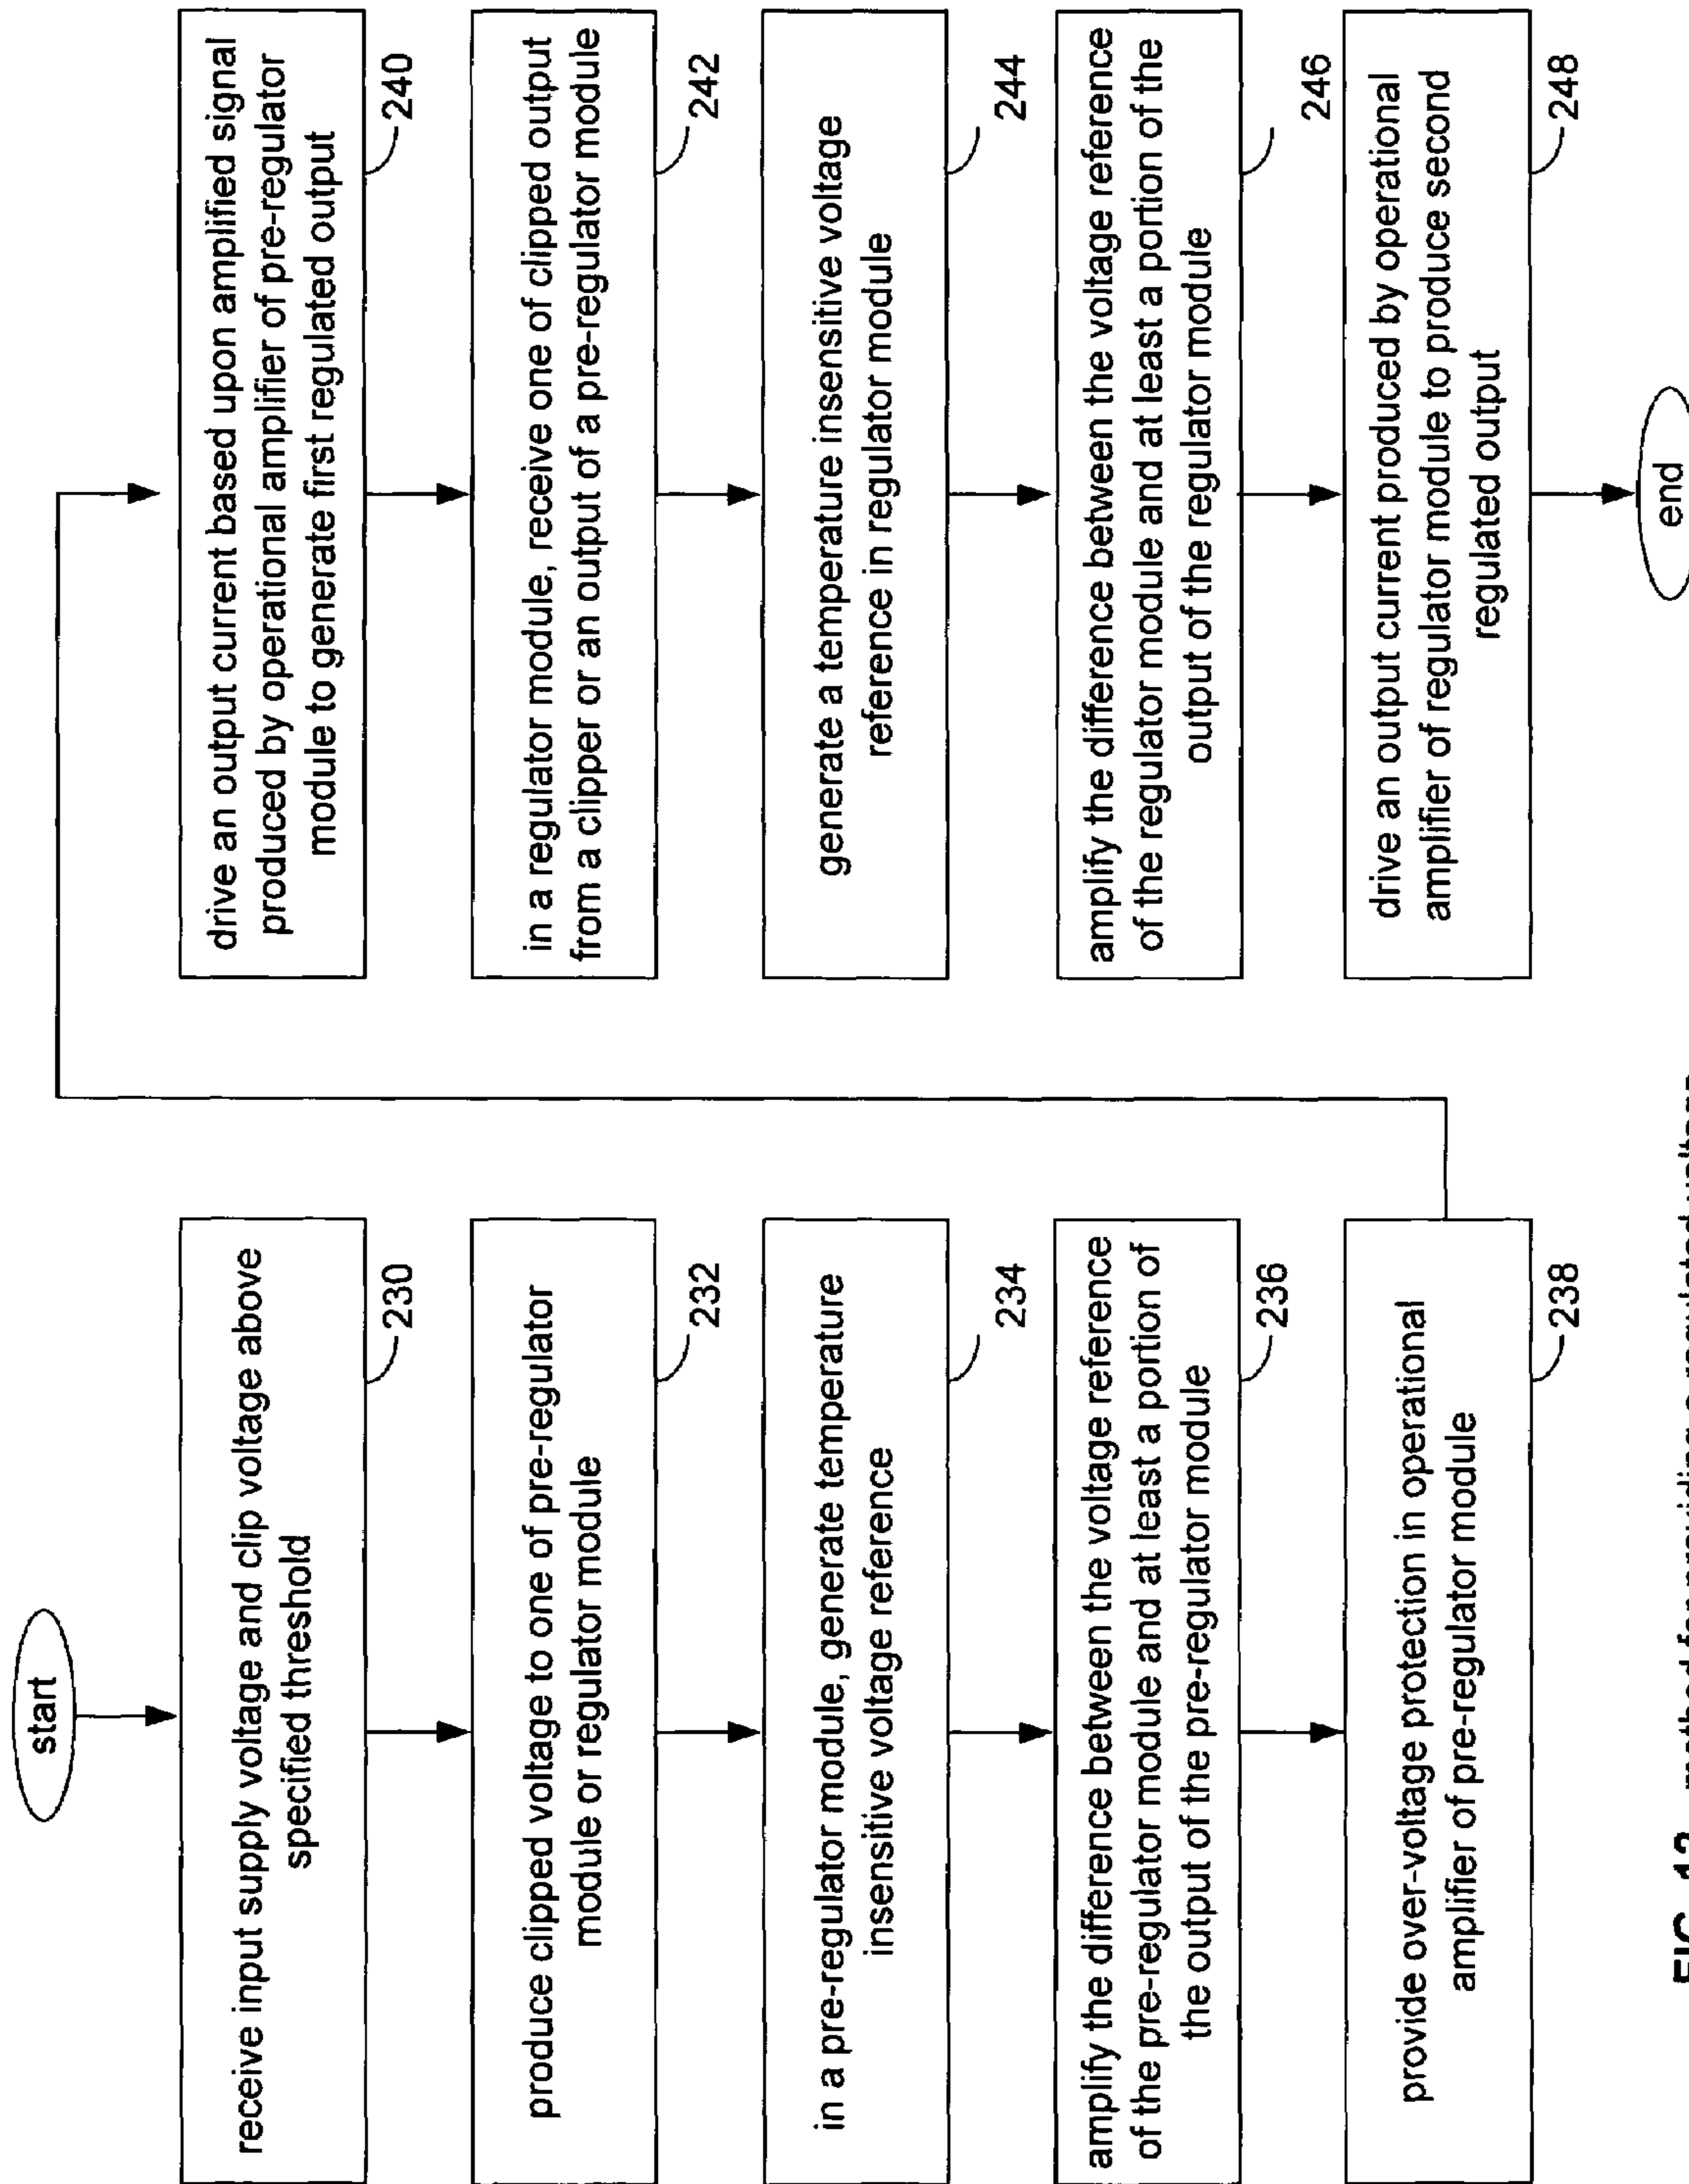 start
receive input supply voltage and clip voltage above
specified threshold
230
produce clipped voltage to one of pre-regulator
module or regulator module
232
in a pre-regulator module, generate temperature
insensitive voltage reference
234
amplify the difference between the voltage reference
of the pre-regulator module and at least a portion of
the output of the pre-regulator module
236
provide over-voltage protection in operational
amplifier of pre-regulator module
238
drive an output current based upon amplified signal
produced by operational amplifier of pre-regulator
module to generate first regulated output
240
in a regulator module, receive one of clipped output
from a clipper or an output of a pre-regulator module
242
generate a temperature insensitive voltage
reference in regulator module
244
amplify the difference between the voltage reference
of the regulator module and at least a portion of the
output of the regulator module
246
drive an output current produced by operational
amplifier of regulator module to produce second
regulated output
248
end
method for providing a regulated voltage